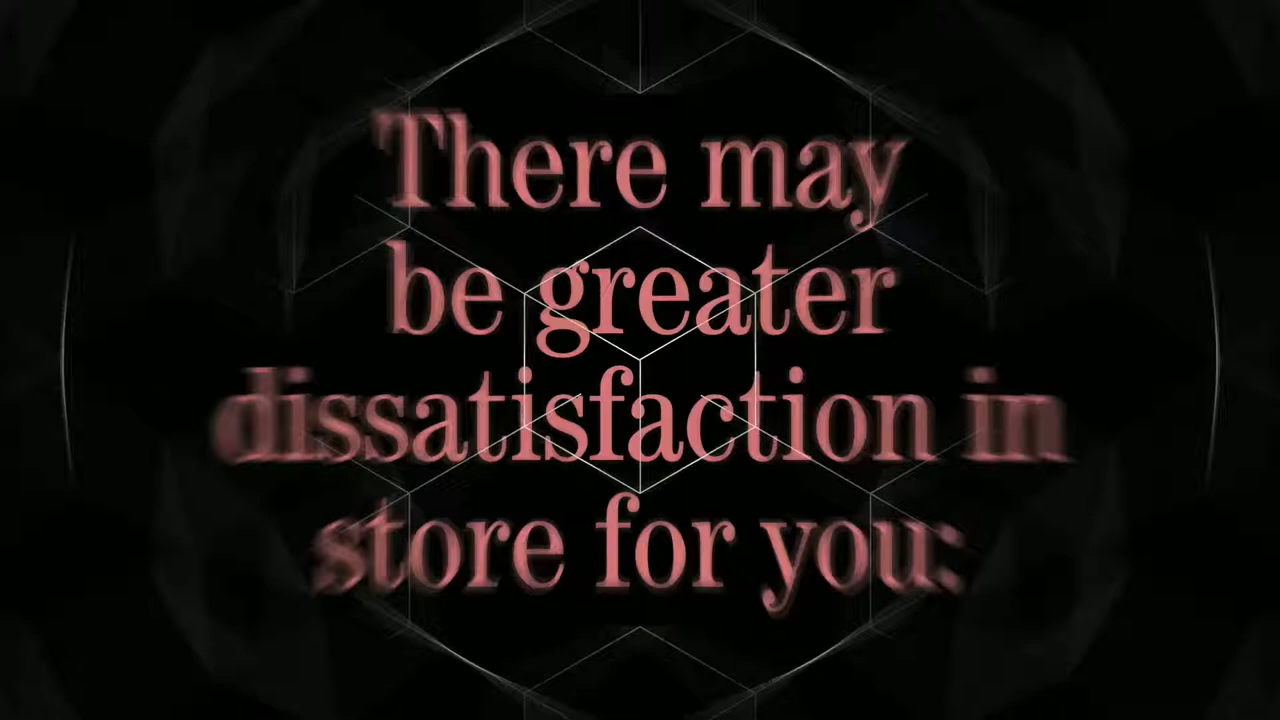 There may
be greater
dissatisfaction in
store for you: